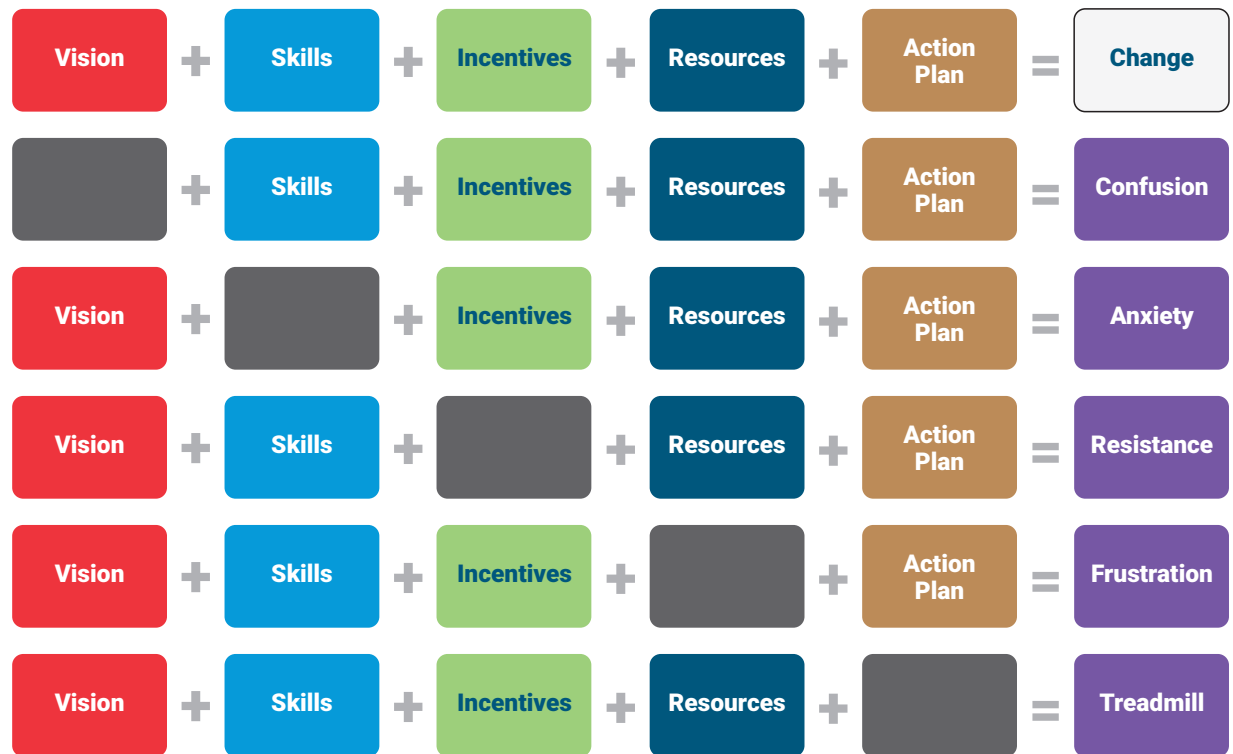 Vision + Skills + Incentives + Resources + Action Plan = Change
+ Skills + Incentives + Resources + Action Plan = Confusion
Vision + + Incentives + Resources + Action Plan = Anxiety
Vision + Skills + + Resources + Action Plan = Resistance
Vision + Skills + Incentives + + Action Plan = Frustration
Vision + Skills + Incentives + Resources + = Treadmill